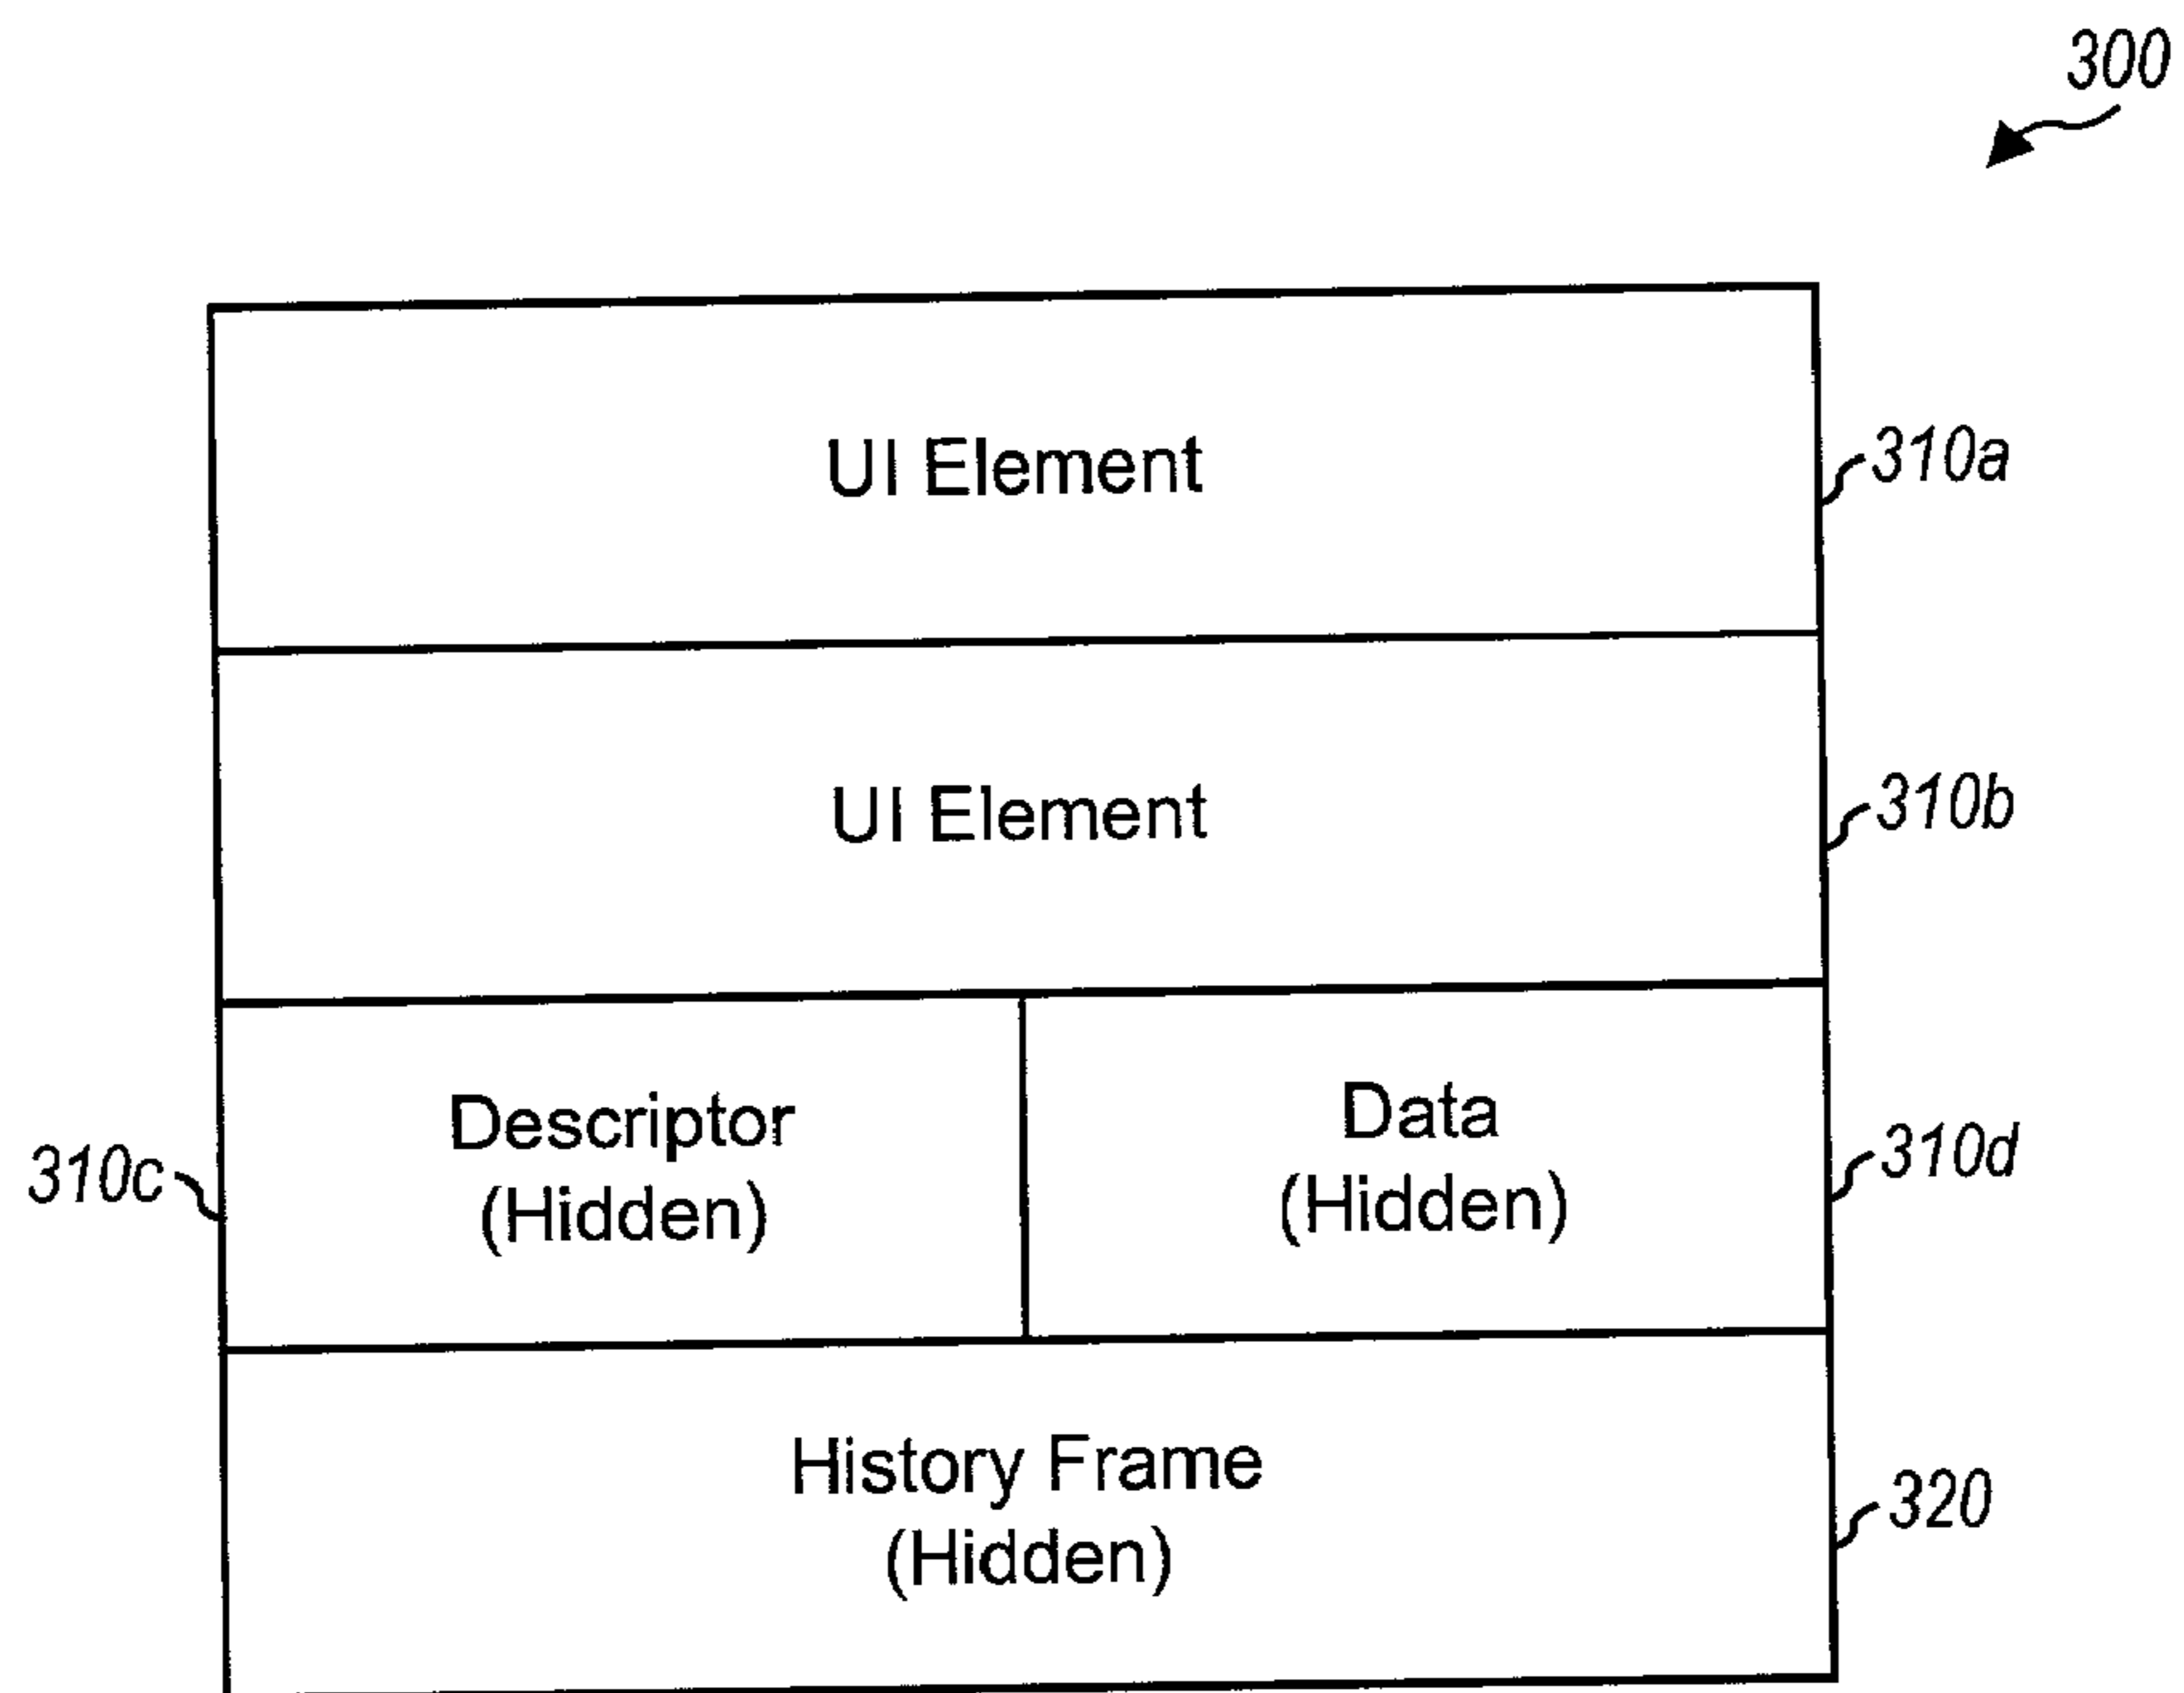 300
UI Element
310a
UI Element
310b
Descriptor
(Hidden)
310c
Data
(Hidden)
310d
History Frame
(Hidden)
320